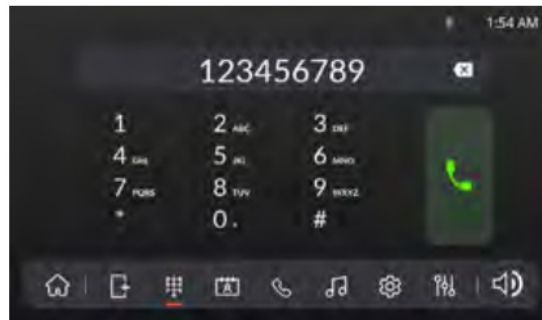 1:54 AM
123456789
1 2 ABC 3 DEF
4 GHI 5 JKL 6 MNO
7 PQRS 8 TUV 9 WXYZ
* 0 . #
A